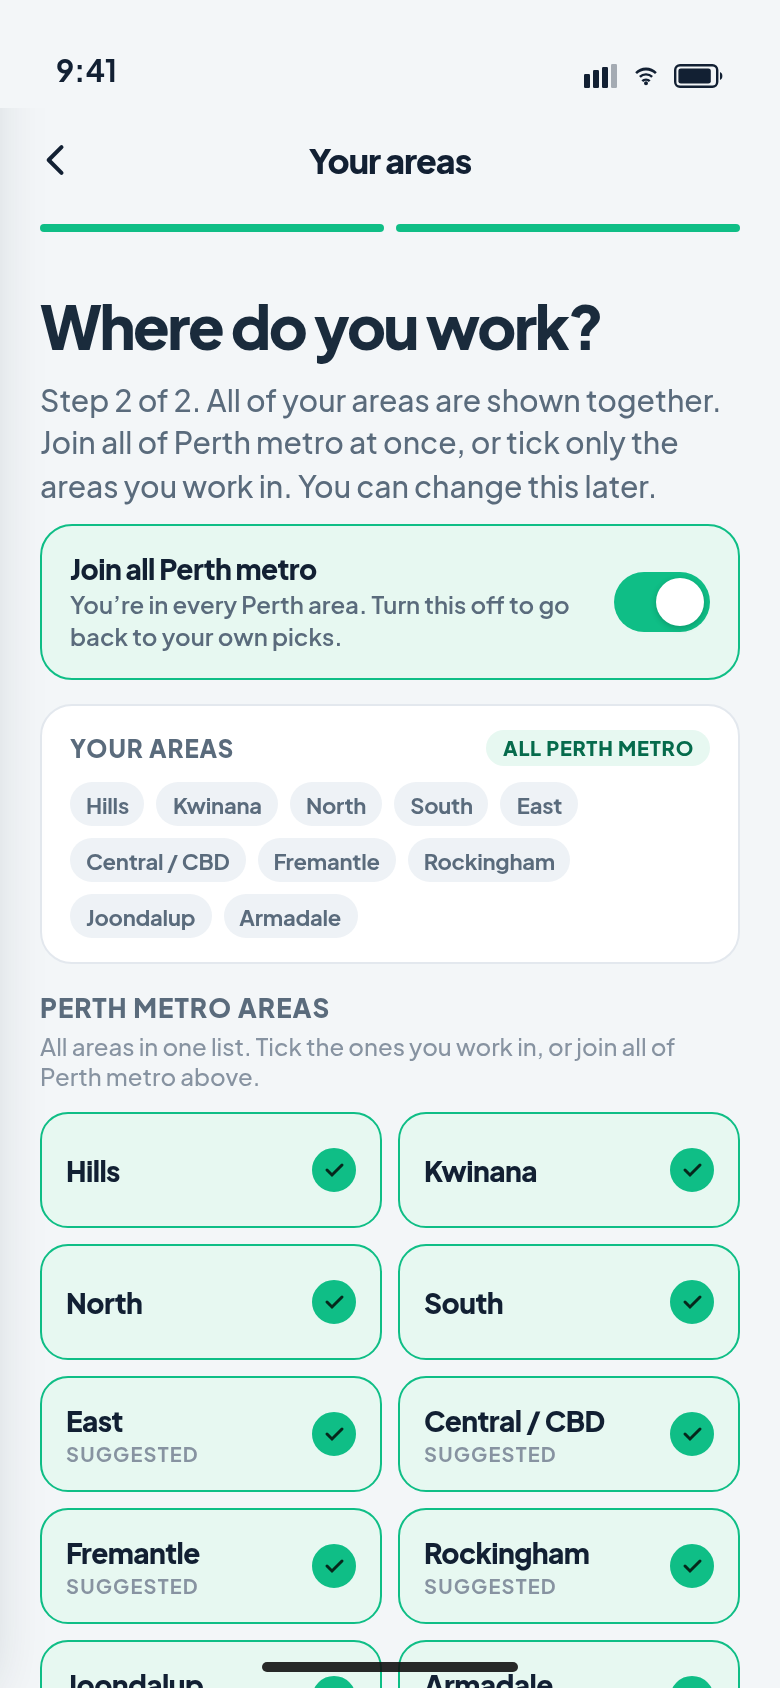 9:41
Your areas
Where do you work?
Step 2 of 2. All of your areas are shown together.
Join all of Perth metro at once, or tick only the
areas you work in. You can change this later.
Join all Perth metro
You’re in every Perth area. Turn this off to go
back to your own picks.
YOUR AREAS
ALL PERTH METRO
Hills Kwinana North South East
Central / CBD Fremantle Rockingham
Joondalup Armadale
PERTH METRO AREAS
All areas in one list. Tick the ones you work in, or join all of
Perth metro above.
Hills
Kwinana
North
South
East
SUGGESTED
Central / CBD
SUGGESTED
Fremantle
SUGGESTED
Rockingham
SUGGESTED
Joondalup
Armadale